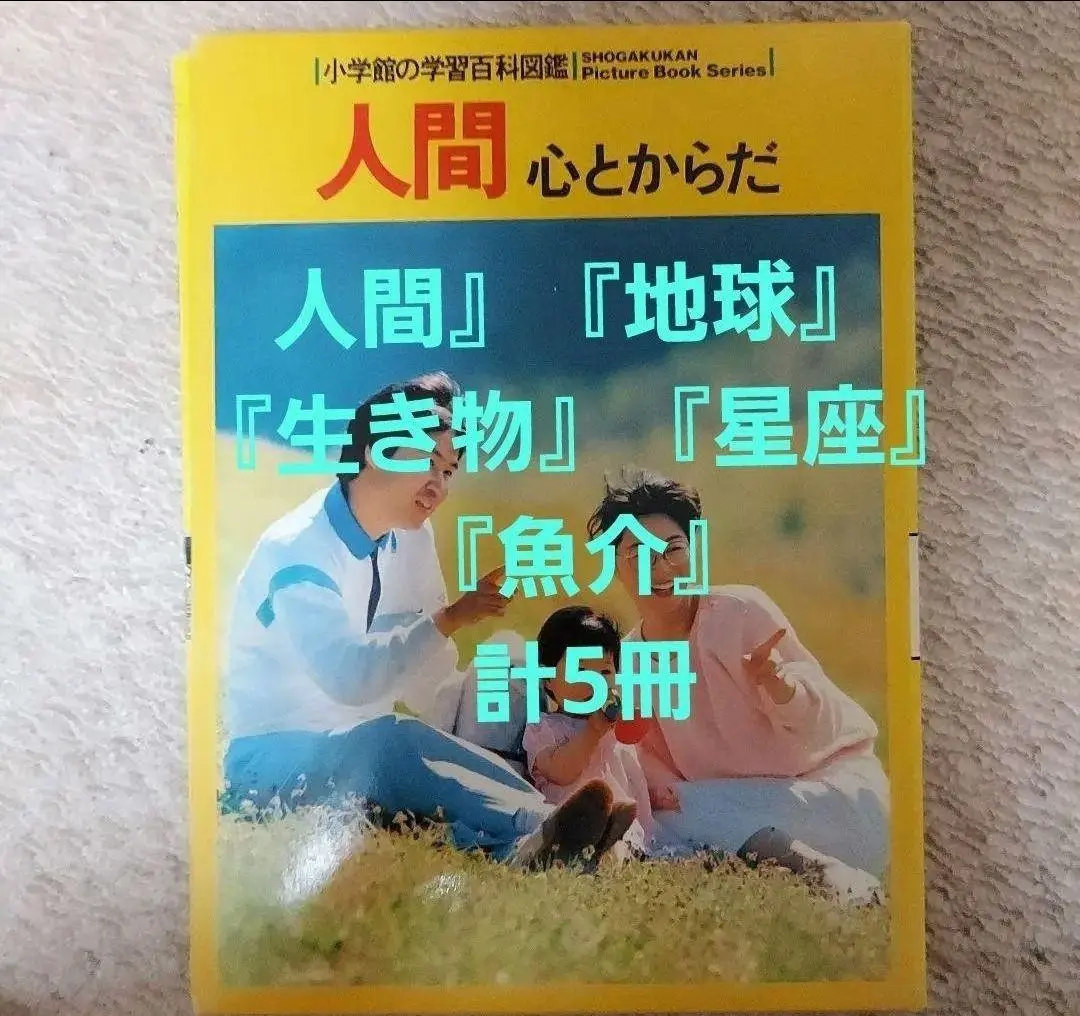 小学館の学習百科図鑑
SHOGAKUKAN
Picture Book Series
人間 心とからだ
人間』 『地球』
『生き物』 『星座』
『魚介』
計5冊